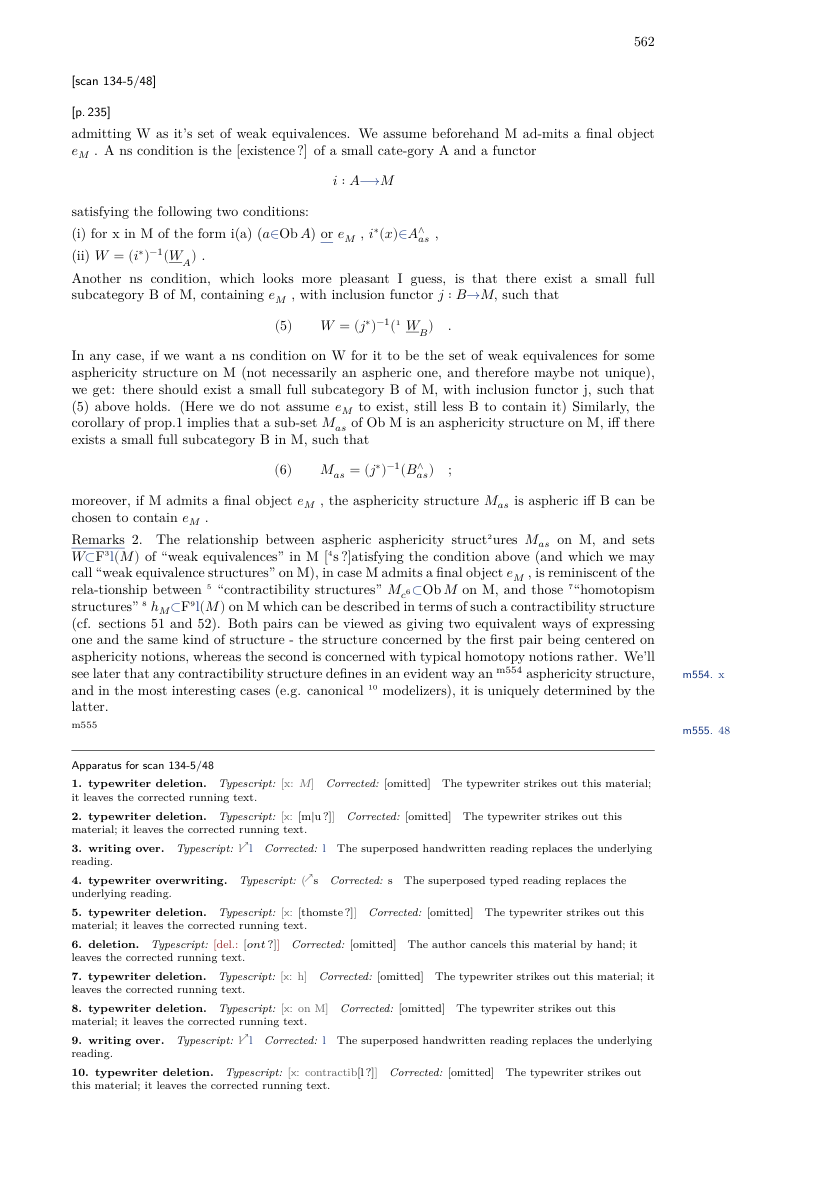 562
[scan 134-5/48]
[p. 235]
admitting W as it's set of weak equivalences. We assume beforehand M ad-mits a final object
e_M . A ns condition is the [existence ?] of a small cate-gory A and a functor
i : A⟶M
satisfying the following two conditions:
(i) for x in M of the form i(a) (a∈Ob A) or e_M , i*(x)∈A^∧_as ,
(ii) W = (i*)^−1(W_A) .
Another ns condition, which looks more pleasant I guess, is that there exist a small full
subcategory B of M, containing e_M , with inclusion functor j : B→M, such that
(5) W = (j*)^−1(¹ W_B) .
In any case, if we want a ns condition on W for it to be the set of weak equivalences for some
asphericity structure on M (not necessarily an aspheric one, and therefore maybe not unique),
we get: there should exist a small full subcategory B of M, with inclusion functor j, such that
(5) above holds. (Here we do not assume e_M to exist, still less B to contain it) Similarly, the
corollary of prop.1 implies that a sub-set M_as of Ob M is an asphericity structure on M, iff there
exists a small full subcategory B in M, such that
(6) M_as = (j*)^−1(B^∧_as) ;
moreover, if M admits a final object e_M , the asphericity structure M_as is aspheric iff B can be
chosen to contain e_M .
Remarks 2. The relationship between aspheric asphericity struct²ures M_as on M, and sets
W⊂F³l(M) of “weak equivalences” in M [⁴s ?]atisfying the condition above (and which we may
call “weak equivalence structures” on M), in case M admits a final object e_M , is reminiscent of the
rela-tionship between ⁵ “contractibility structures” M_c⁶⊂Ob M on M, and those ⁷“homotopism
structures” ⁸ h_M⊂F⁹l(M) on M which can be described in terms of such a contractibility structure
(cf. sections 51 and 52). Both pairs can be viewed as giving two equivalent ways of expressing
one and the same kind of structure - the structure concerned by the first pair being centered on
asphericity notions, whereas the second is concerned with typical homotopy notions rather. We'll
see later that any contractibility structure defines in an evident way an m554 asphericity structure,
m554. x
and in the most interesting cases (e.g. canonical ¹⁰ modelizers), it is uniquely determined by the
latter.
m555
m555. 48
Apparatus for scan 134-5/48
1. typewriter deletion. Typescript: [x: M] Corrected: [omitted] The typewriter strikes out this material;
it leaves the corrected running text.
2. typewriter deletion. Typescript: [x: [m|u ?]] Corrected: [omitted] The typewriter strikes out this
material; it leaves the corrected running text.
3. writing over. Typescript: l↗l Corrected: l The superposed handwritten reading replaces the underlying
reading.
4. typewriter overwriting. Typescript: (↗s Corrected: s The superposed typed reading replaces the
underlying reading.
5. typewriter deletion. Typescript: [x: [thomste ?]] Corrected: [omitted] The typewriter strikes out this
material; it leaves the corrected running text.
6. deletion. Typescript: [del.: [ont ?]] Corrected: [omitted] The author cancels this material by hand; it
leaves the corrected running text.
7. typewriter deletion. Typescript: [x: h] Corrected: [omitted] The typewriter strikes out this material; it
leaves the corrected running text.
8. typewriter deletion. Typescript: [x: on M] Corrected: [omitted] The typewriter strikes out this
material; it leaves the corrected running text.
9. writing over. Typescript: l↗l Corrected: l The superposed handwritten reading replaces the underlying
reading.
10. typewriter deletion. Typescript: [x: contractib[l ?]] Corrected: [omitted] The typewriter strikes out
this material; it leaves the corrected running text.